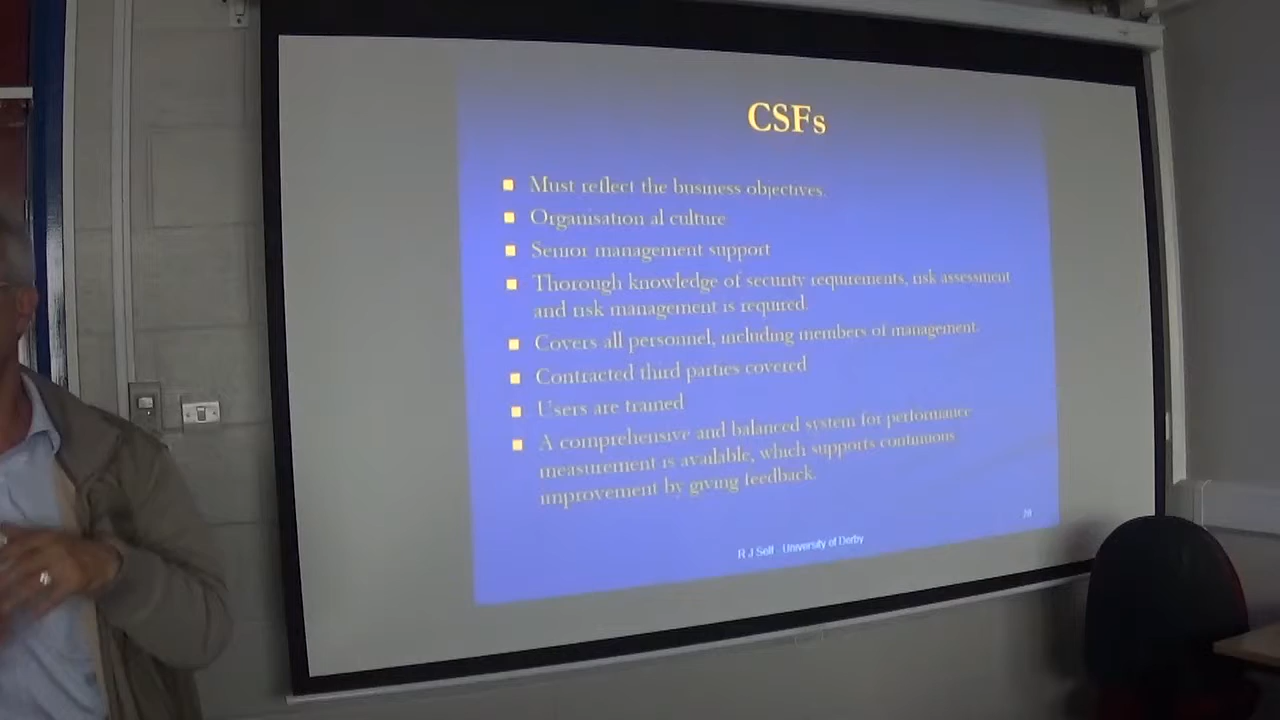 CSFs
Must reflect the business objectives.
Organisation al culture
Senior management support
Thorough knowledge of security requirements, risk assessment
and risk management is required.
Covers all personnel, including members of management.
Contracted third parties covered
Users are trained
A comprehensive and balanced system for performance
measurement is available, which supports continuous
improvement by giving feedback.
R J Self - University of Derby